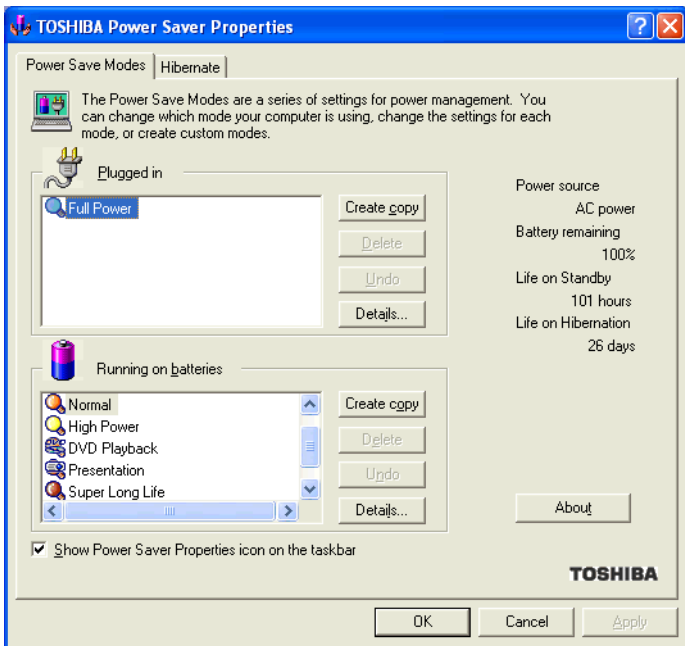 TOSHIBA Power Saver Properties
Power Save Modes
Hibernate
The Power Save Modes are a series of settings for power management. You
can change which mode your computer is using, change the settings for each
mode, or create custom modes.
Plugged in
Full Power
Create copy
Delete
Undo
Details...
Power source
AC power
Battery remaining
100%
Life on Standby
101 hours
Life on Hibernation
26 days
Running on batteries
Normal
High Power
DVD Playback
Presentation
Super Long Life
Create copy
Delete
Undo
Details...
About
Show Power Saver Properties icon on the taskbar
TOSHIBA
OK
Cancel
Apply